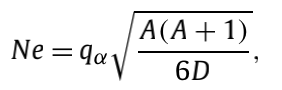 Ne = q_α √(A(A + 1) / 6D),